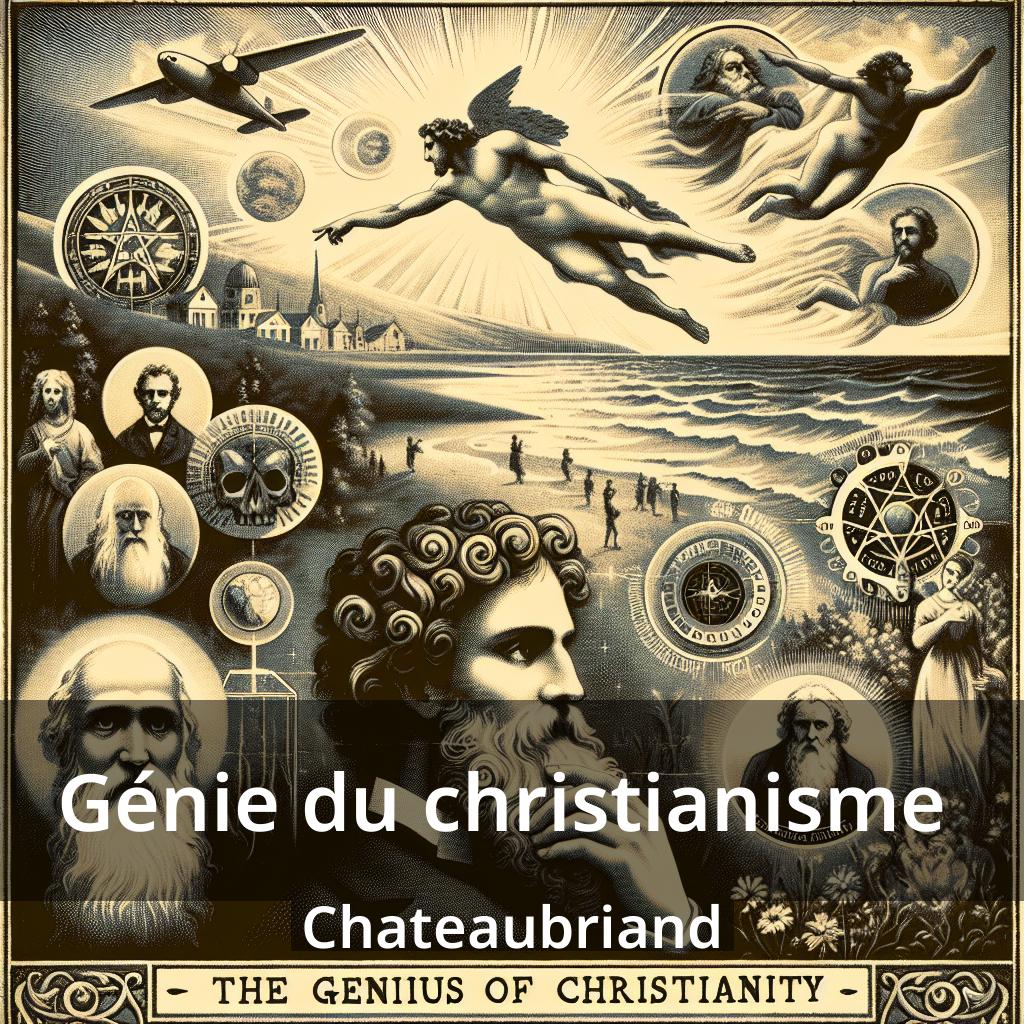 Génie du christianisme
Chateaubriand
- THE GENIIUS OF CHRISTIANITY -